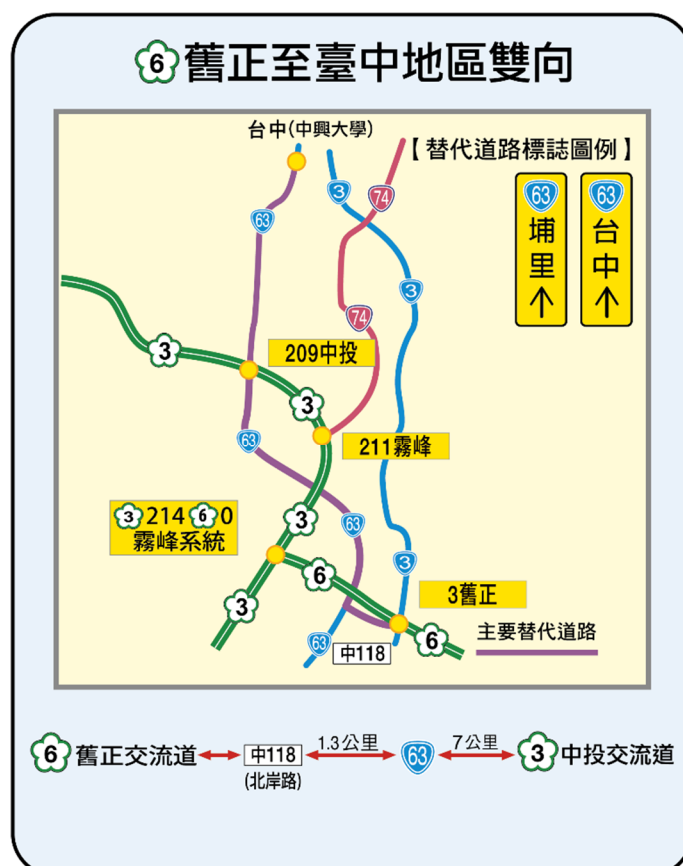 6 舊正至臺中地區雙向
台中(中興大學)
【替代道路標誌圖例】
63 埔里↑
63 台中↑
3
74
63
3
74
3
209中投
3
63
211霧峰
3 214 6 0
霧峰系統
3
63
6
3
3舊正
3
63
中118
6
主要替代道路
6 舊正交流道 中118 1.3公里 63 7公里 3 中投交流道
(北岸路)